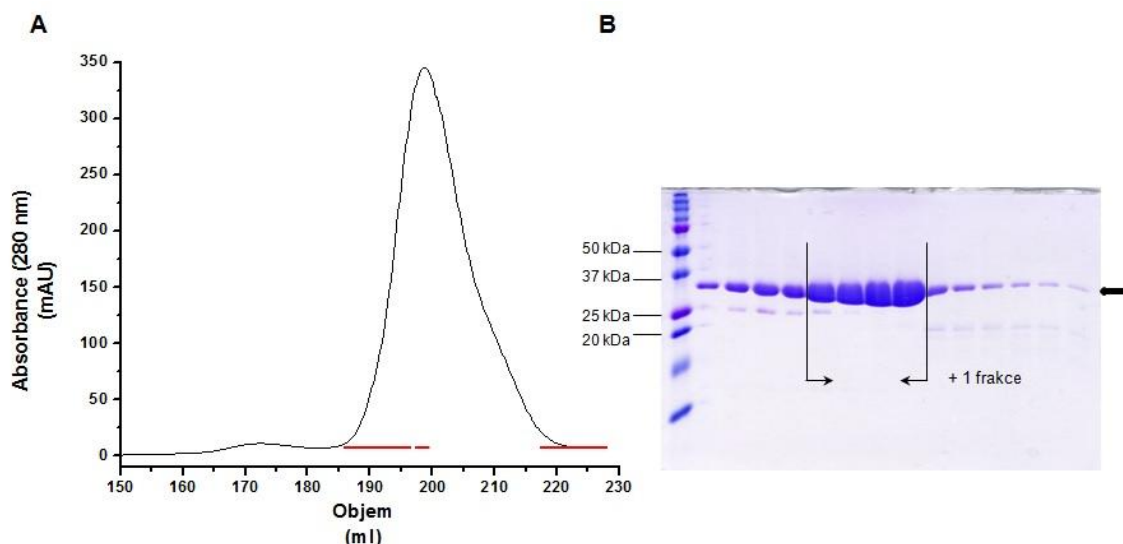 A
350
300
250
200
150
100
50
0
Absorbance (280 nm)
(mAU)
150 160 170 180 190 200 210 220 230
Objem
(ml)
B
50 kDa
37 kDa
25 kDa
20 kDa
+ 1 frakce